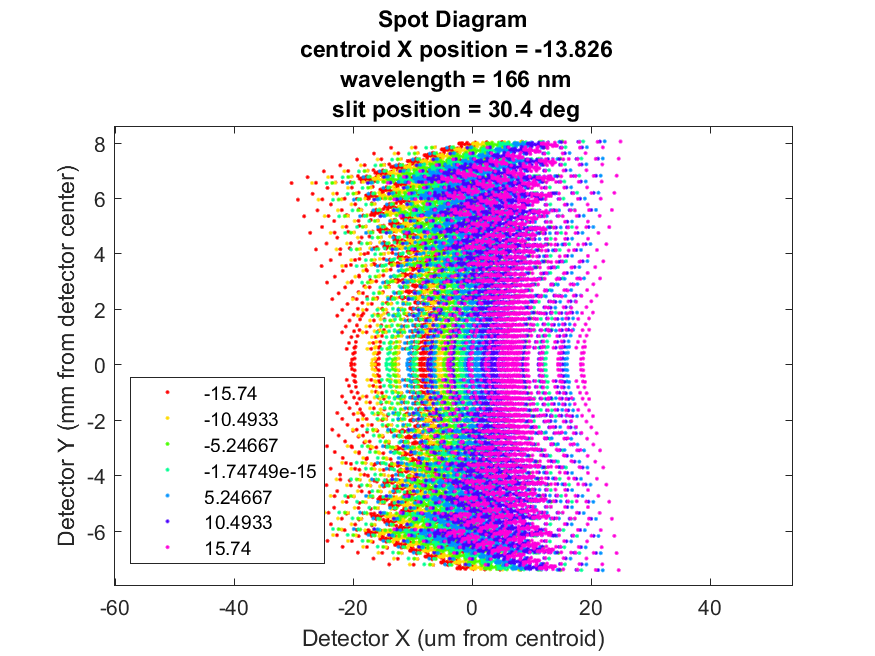 Spot Diagram
centroid X position = -13.826
wavelength = 166 nm
slit position = 30.4 deg
8
6
4
2
0
-2
-4
-6
Detector Y (mm from detector center)
-15.74
-10.4933
-5.24667
-1.74749e-15
5.24667
10.4933
15.74
-60
-40
-20
0
20
40
Detector X (um from centroid)